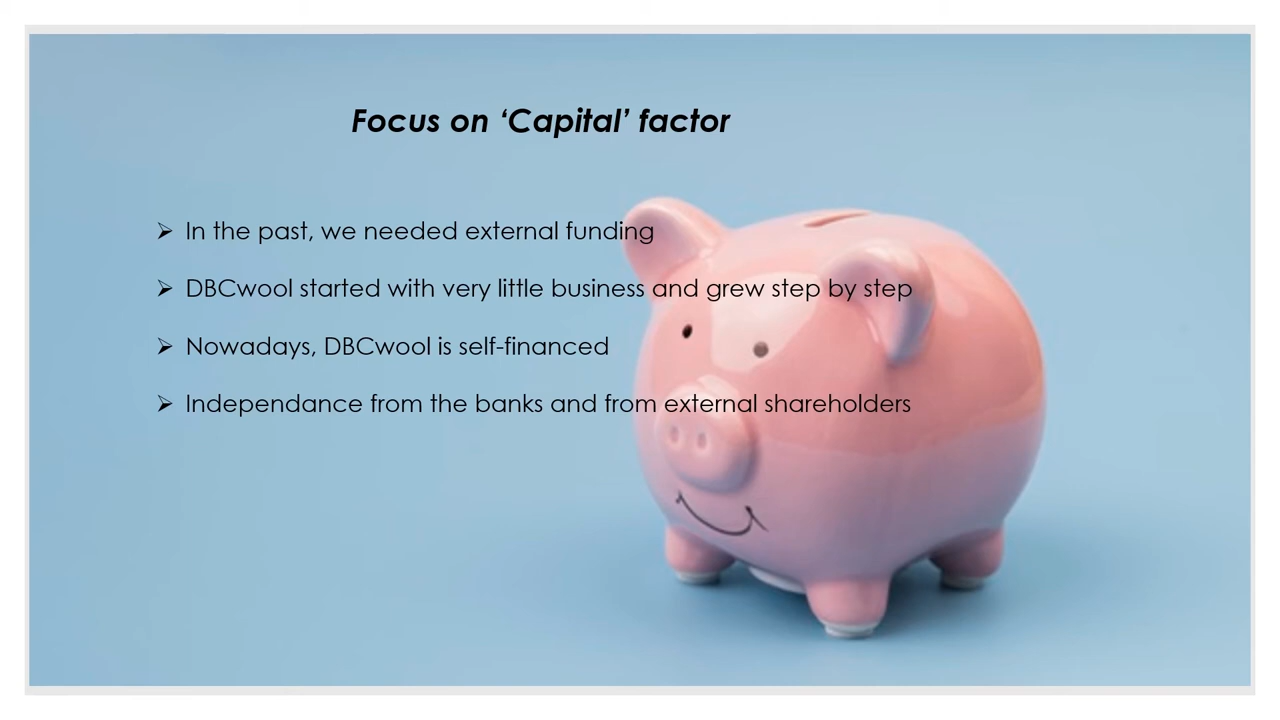 Focus on ‘Capital’ factor
➢ In the past, we needed external funding
➢ DBCwool started with very little business and grew step by step
➢ Nowadays, DBCwool is self-financed
➢ Independance from the banks and from external shareholders